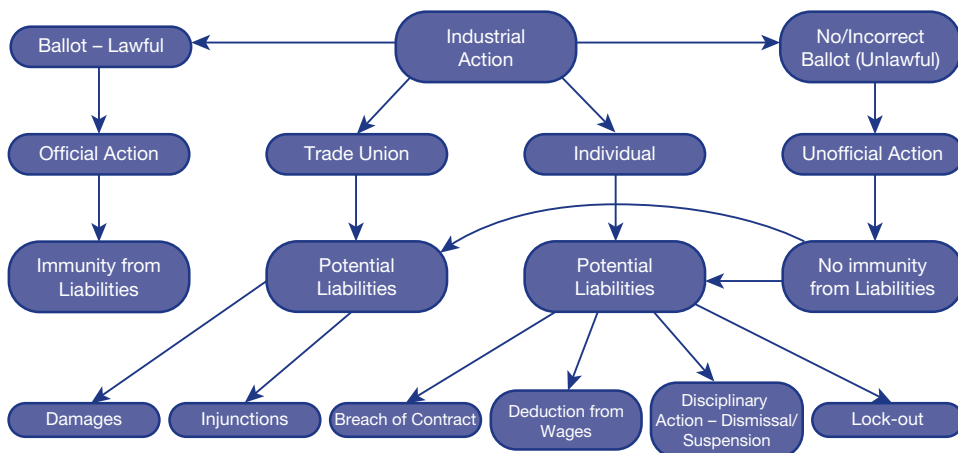 Ballot – Lawful
Industrial
Action
No/Incorrect
Ballot (Unlawful)
Official Action
Trade Union
Individual
Unofficial Action
Immunity from
Liabilities
Potential
Liabilities
Potential
Liabilities
No immunity
from Liabilities
Damages
Injunctions
Breach of Contract
Deduction from
Wages
Disciplinary
Action – Dismissal/
Suspension
Lock-out